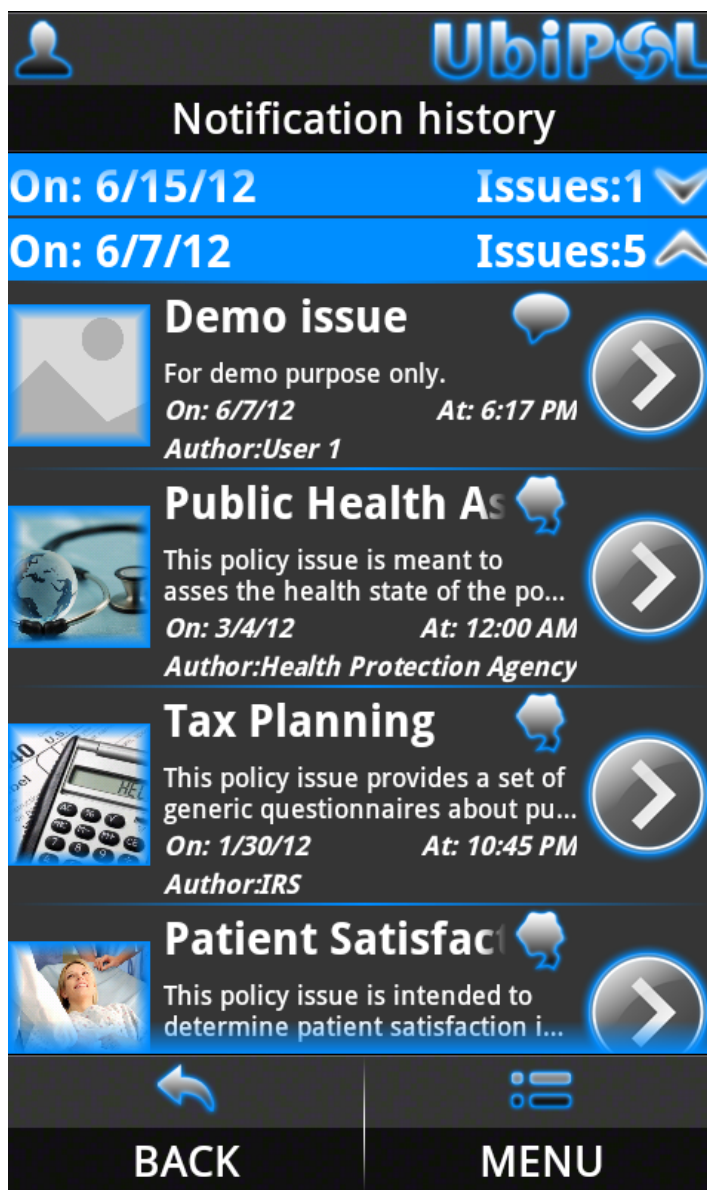 UbiPOL
Notification history
On: 6/15/12 Issues:1
On: 6/7/12 Issues:5
Demo issue
For demo purpose only.
On: 6/7/12 At: 6:17 PM
Author:User 1
Public Health As
This policy issue is meant to
asses the health state of the po...
On: 3/4/12 At: 12:00 AM
Author:Health Protection Agency
Tax Planning
This policy issue provides a set of
generic questionnaires about pu...
On: 1/30/12 At: 10:45 PM
Author:IRS
Patient Satisfact
This policy issue is intended to
determine patient satisfaction i...
BACK MENU